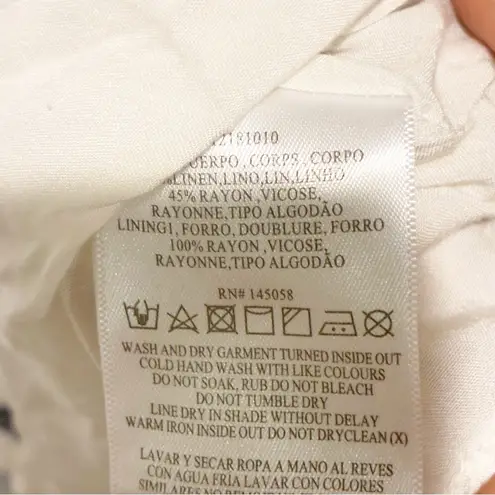 2181010
CUERPO, CORPS, CORPO
LINEN,LINO,LIN,LINHO
45% RAYON ,VICOSE,
RAYONNE,TIPO ALGODÃO
LINING1, FORRO, DOUBLURE, FORRO
100% RAYON ,VICOSE,
RAYONNE,TIPO ALGODÃO
RN# 145058
WASH AND DRY GARMENT TURNED INSIDE OUT
COLD HAND WASH WITH LIKE COLOURS
DO NOT SOAK, RUB DO NOT BLEACH
DO NOT TUMBLE DRY
LINE DRY IN SHADE WITHOUT DELAY
WARM IRON INSIDE OUT DO NOT DRYCLEAN (X)
LAVAR Y SECAR ROPA A MANO AL REVES
CON AGUA FRIA LAVAR CON COLORES
SIMILARES NO